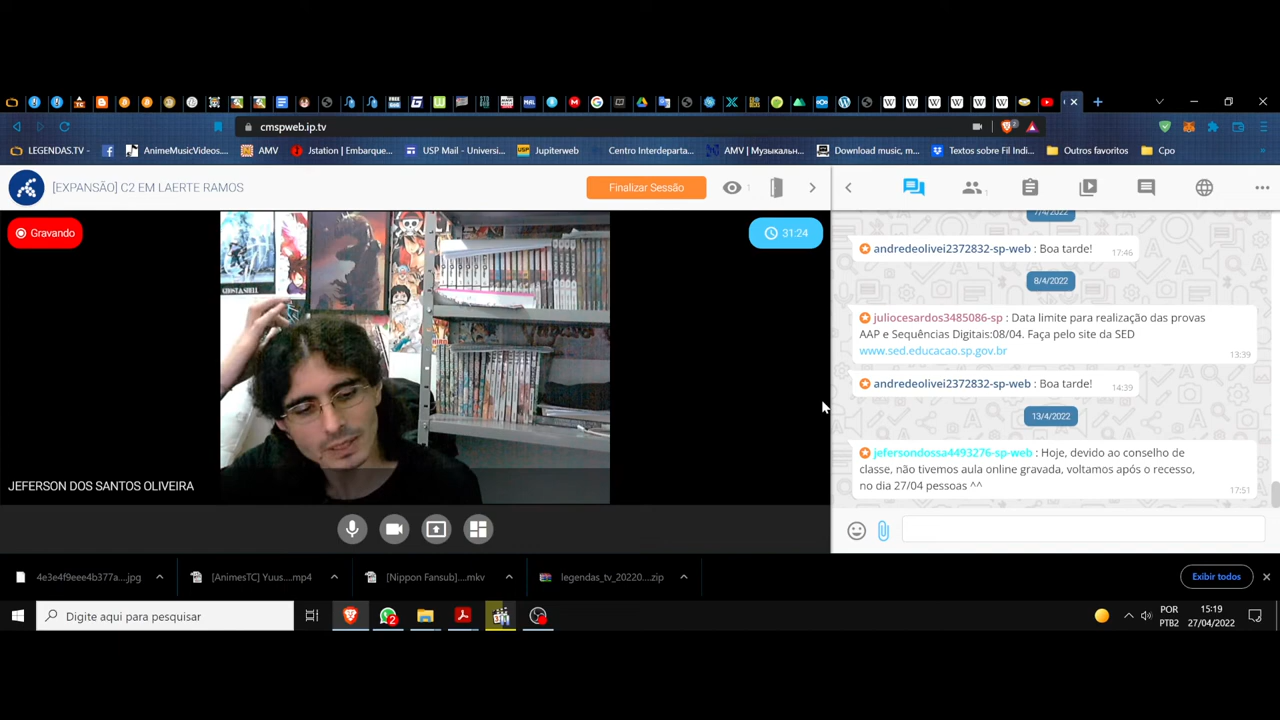 cmspweb.ip.tv
LEGENDAS.TV -
AnimeMusicVideos...
AMV
Jstation | Embarque...
USP Mail - Universi...
Jupiterweb
Centro Interdeparta...
AMV | Музыкальн...
Download music, m...
Textos sobre Fil Indi...
Outros favoritos
Cpo
[EXPANSÃO] C2 EM LAERTE RAMOS
Finalizar Sessão
1
1
Gravando
31:24
JEFERSON DOS SANTOS OLIVEIRA
7/4/2022
andredeolivei2372832-sp-web : Boa tarde!
17:46
8/4/2022
juliocesardos3485086-sp : Data limite para realização das provas
AAP e Sequências Digitais:08/04. Faça pelo site da SED
www.sed.educacao.sp.gov.br
13:39
andredeolivei2372832-sp-web : Boa tarde!
14:39
13/4/2022
jefersondossa4493276-sp-web : Hoje, devido ao conselho de
classe, não tivemos aula online gravada, voltamos após o recesso,
no dia 27/04 pessoas ^^
17:51
4e3e4f9eee4b377a....jpg
[AnimesTC] Yuus....mp4
[Nippon Fansub]....mkv
legendas_tv_20220....zip
Exibir todos
Digite aqui para pesquisar
2
POR
PTB2
15:19
27/04/2022